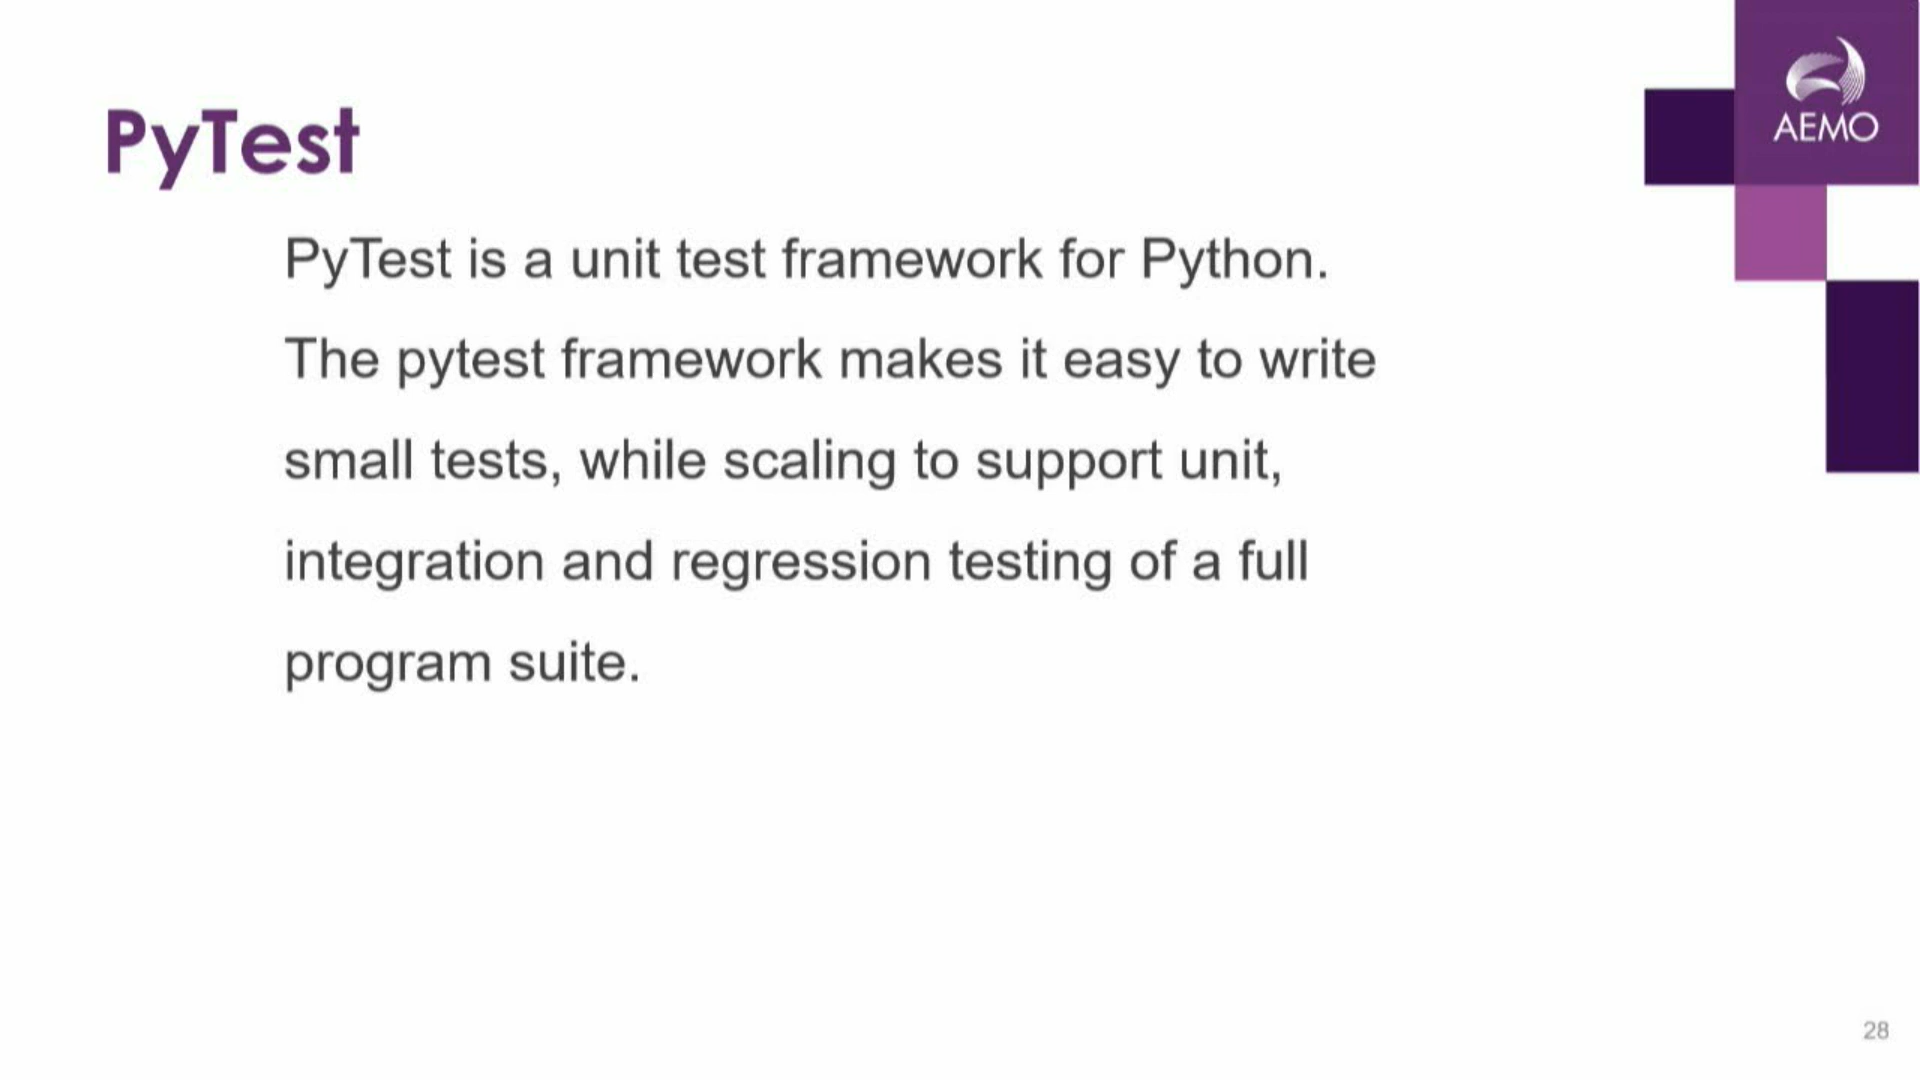 AEMO
PyTest
PyTest is a unit test framework for Python.
The pytest framework makes it easy to write
small tests, while scaling to support unit,
integration and regression testing of a full
program suite.
28